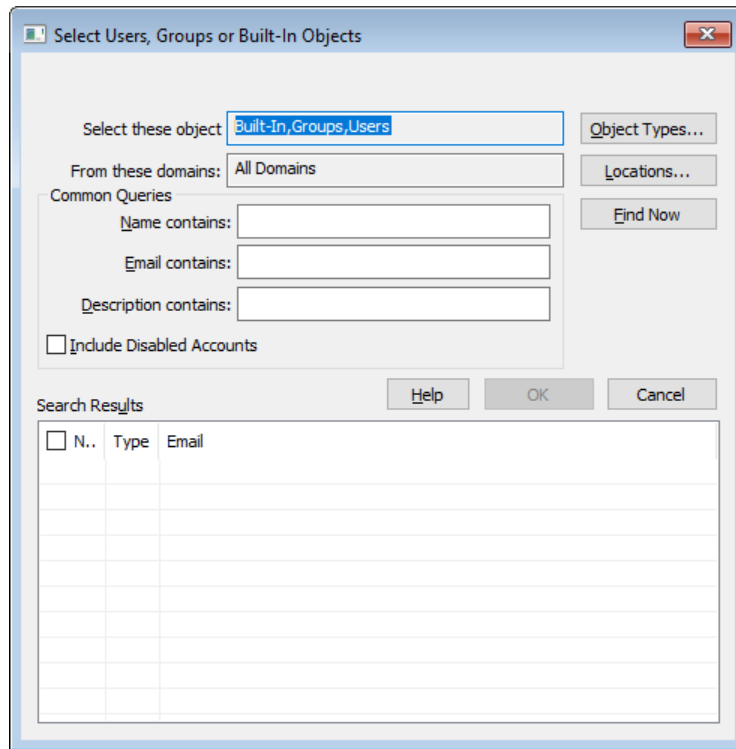 Select Users, Groups or Built-In Objects
Select these object Built-In,Groups,Users Object Types...
From these domains: All Domains Locations...
Common Queries
Name contains: Find Now
Email contains:
Description contains:
Include Disabled Accounts
Help OK Cancel
Search Results
N.. Type Email